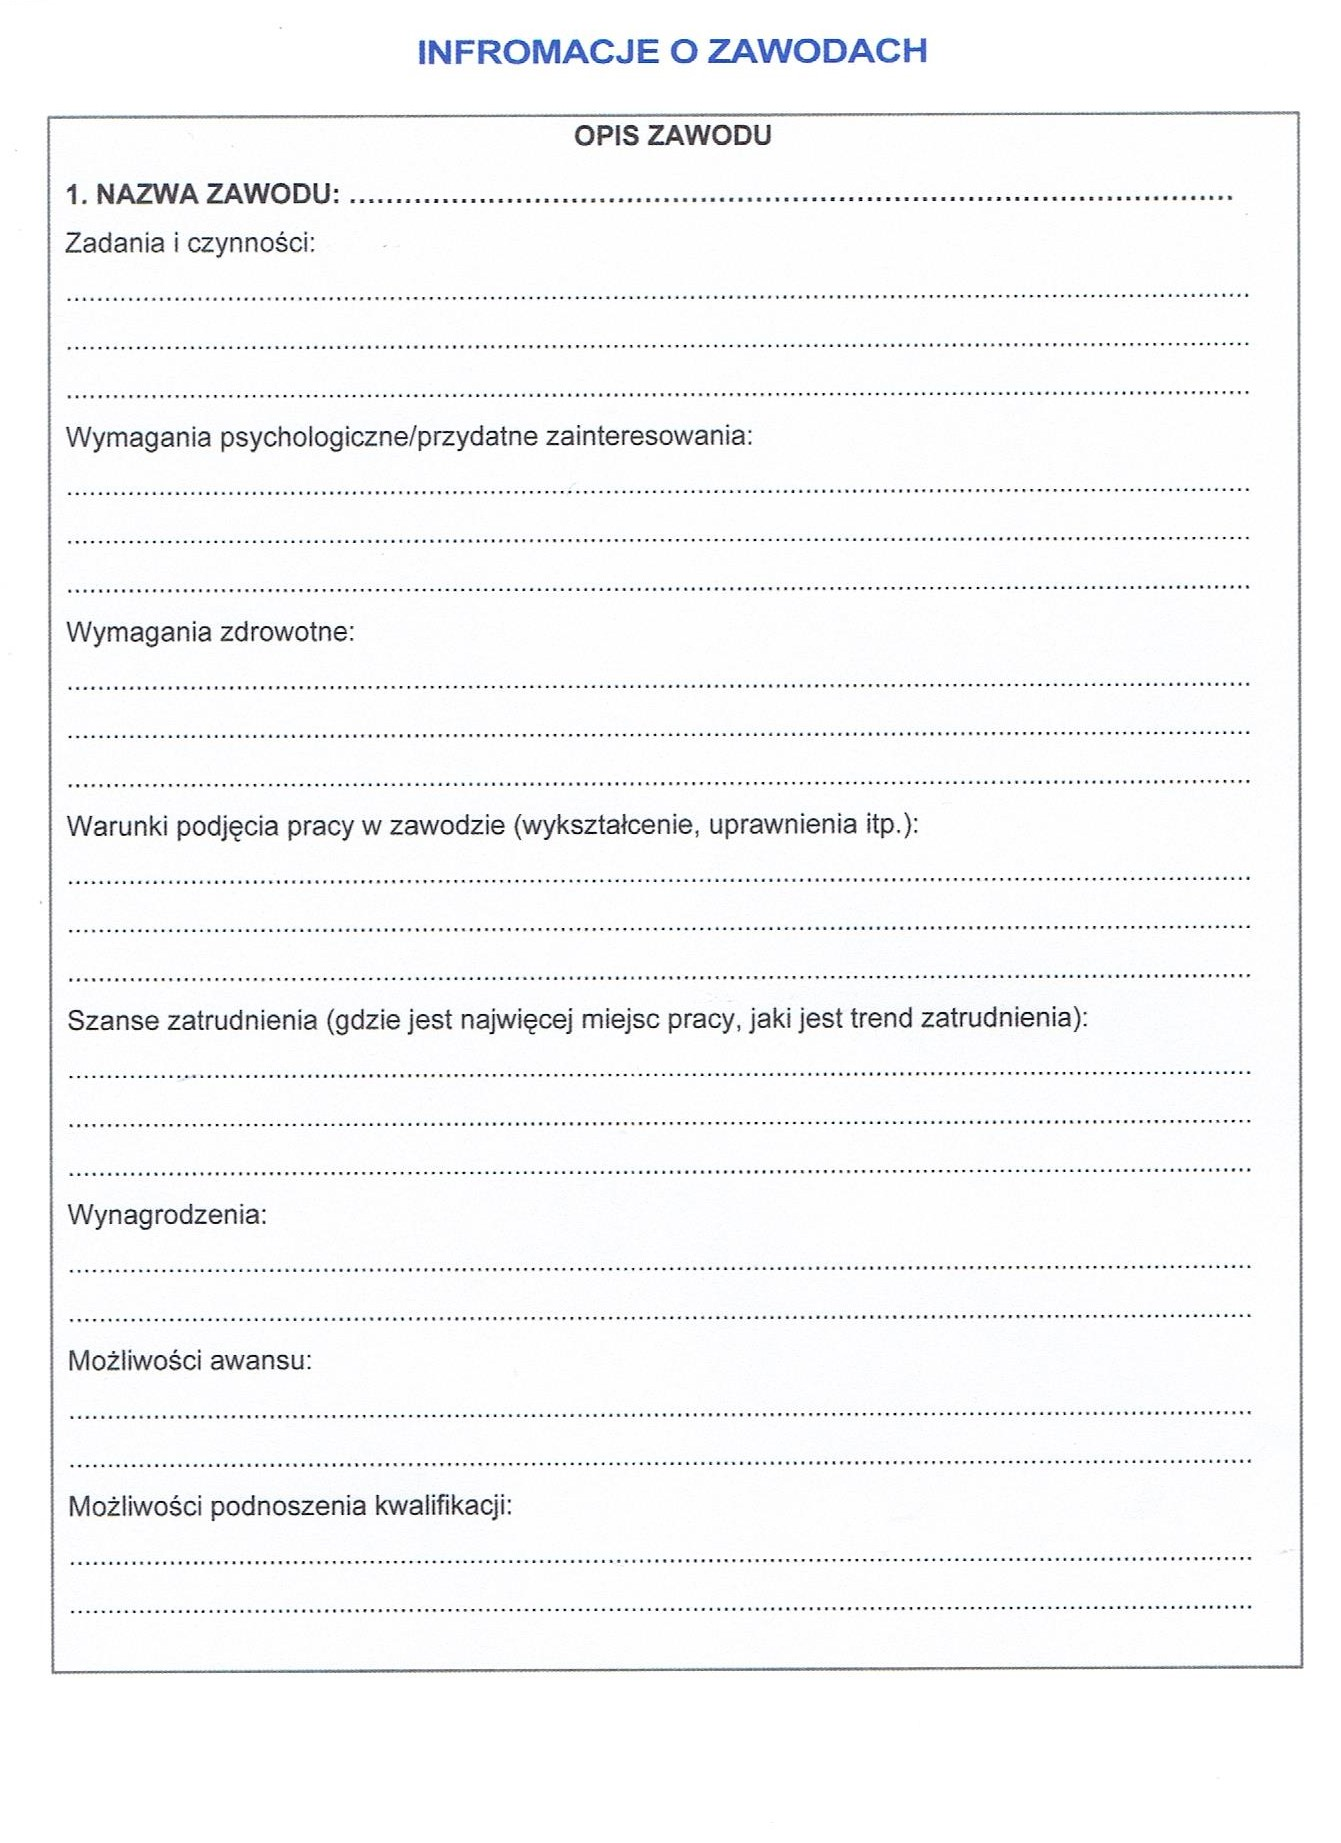 INFROMACJE O ZAWODACH
OPIS ZAWODU
1. NAZWA ZAWODU: ................................................................................................
Zadania i czynności:
Wymagania psychologiczne/przydatne zainteresowania:
Wymagania zdrowotne:
Warunki podjęcia pracy w zawodzie (wykształcenie, uprawnienia itp.):
Szanse zatrudnienia (gdzie jest najwięcej miejsc pracy, jaki jest trend zatrudnienia):
Wynagrodzenia:
Możliwości awansu:
Możliwości podnoszenia kwalifikacji: